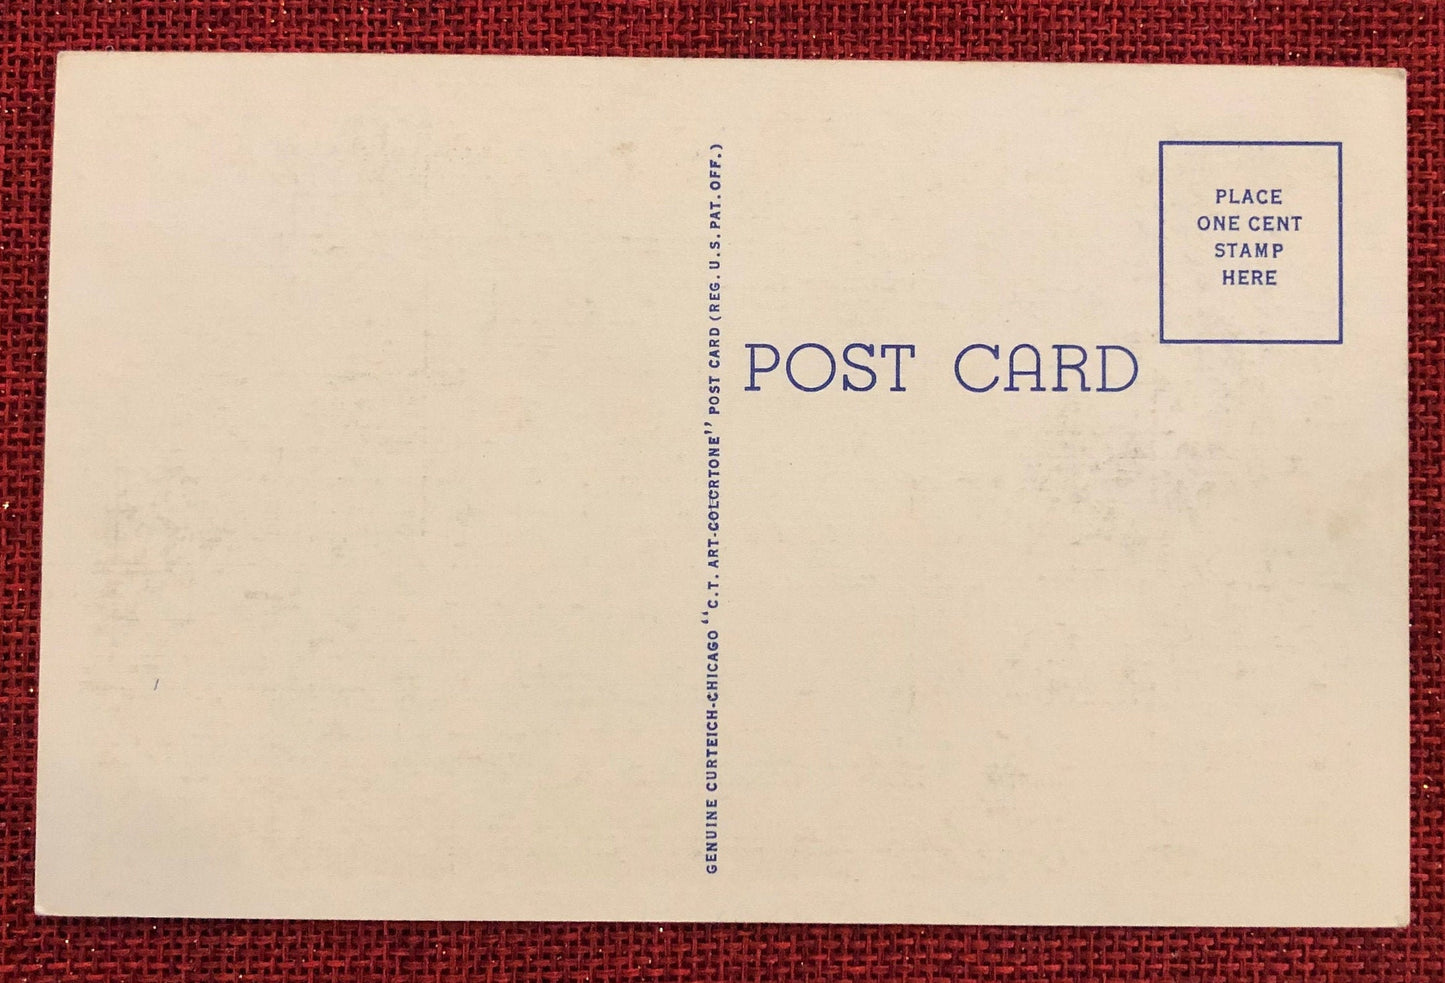 PLACE
ONE CENT
STAMP
HERE
POST CARD
GENUINE CURTEICH-CHICAGO "C.T. ART-COLORTONE" POST CARD (REG. U.S. PAT. OFF.)